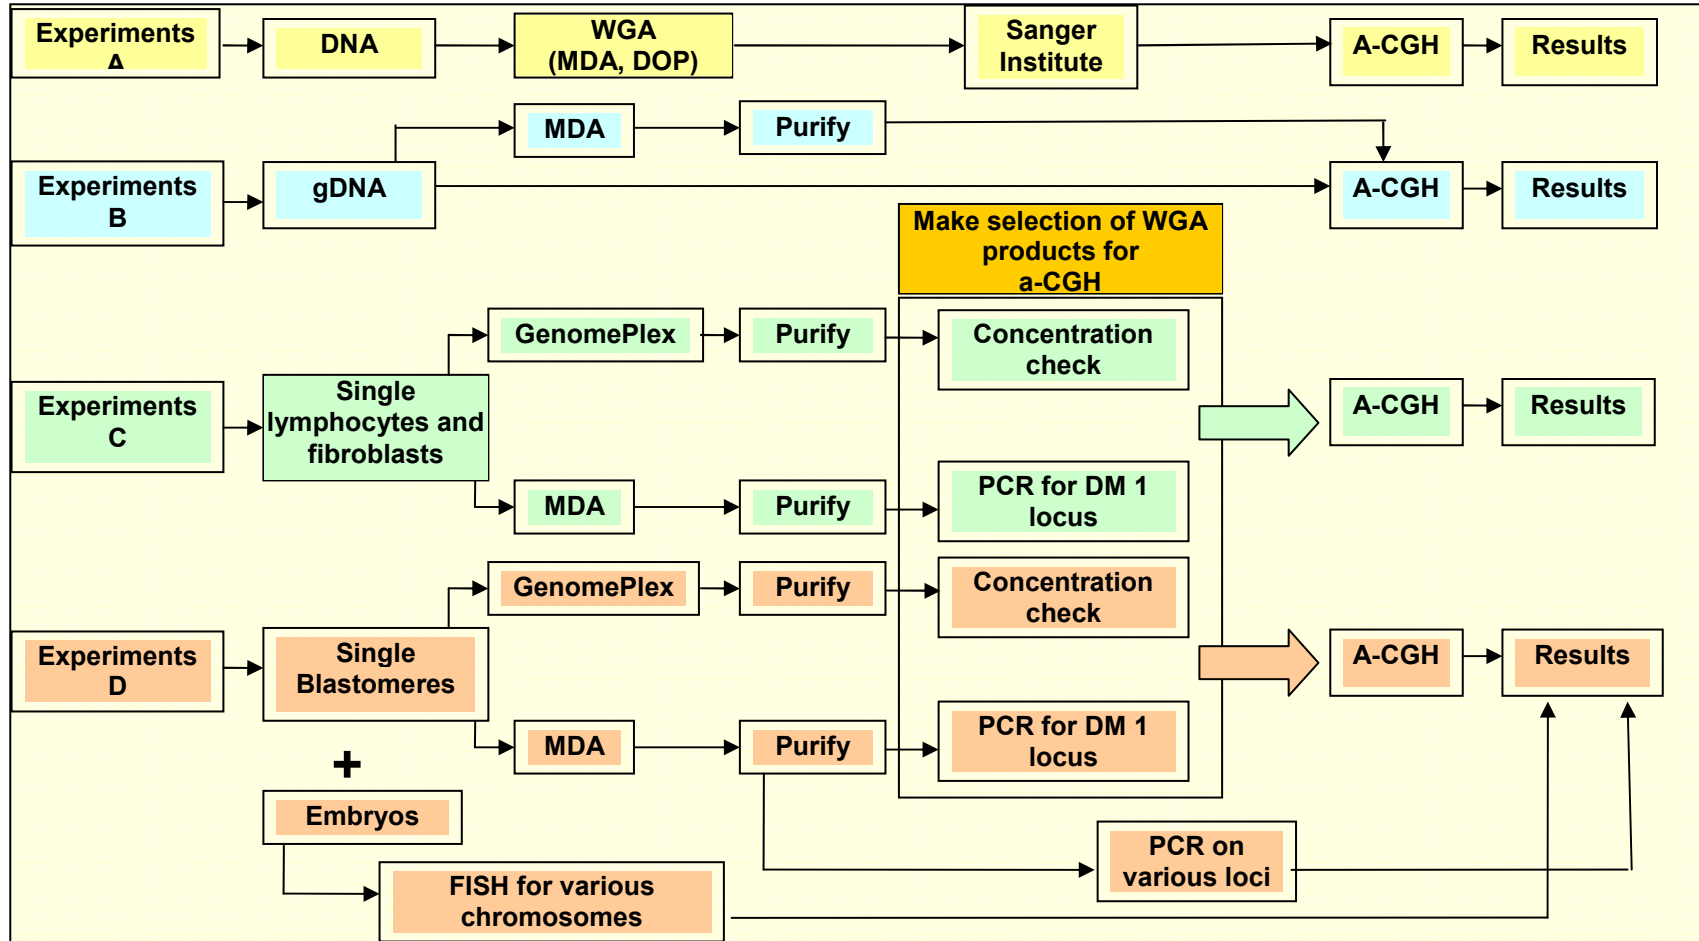 Experiments
A
DNA
WGA
(MDA, DOP)
Sanger
Institute
A-CGH
Results
MDA
Purify
Experiments
B
gDNA
A-CGH
Results
Make selection of WGA
products for
a-CGH
GenomePlex
Purify
Concentration
check
Experiments
C
Single
lymphocytes and
fibroblasts
A-CGH
Results
MDA
Purify
PCR for DM 1
locus
GenomePlex
Purify
Concentration
check
Experiments
D
Single
Blastomeres
A-CGH
Results
MDA
Purify
PCR for DM 1
locus
+
Embryos
PCR on
various loci
FISH for various
chromosomes